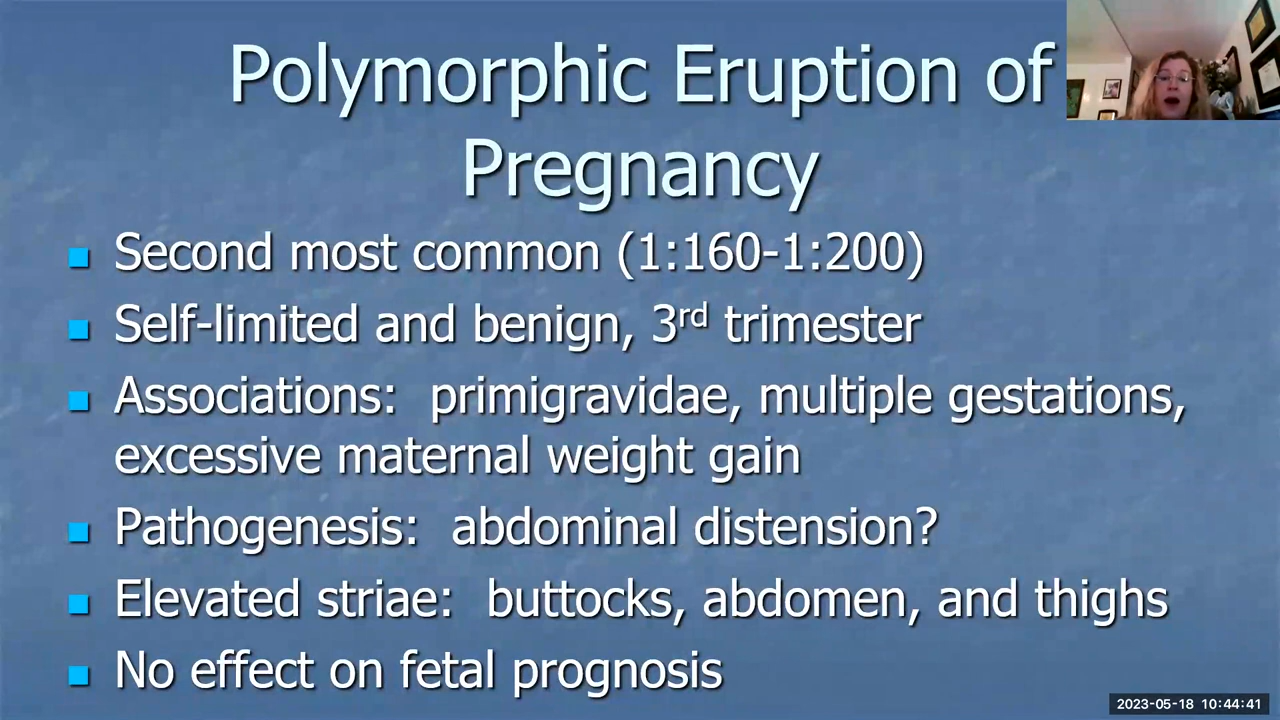 Polymorphic Eruption of
Pregnancy
Second most common (1:160-1:200)
Self-limited and benign, 3rd trimester
Associations:  primigravidae, multiple gestations,
excessive maternal weight gain
Pathogenesis:  abdominal distension?
Elevated striae:  buttocks, abdomen, and thighs
No effect on fetal prognosis
2023-05-18 10:44:41